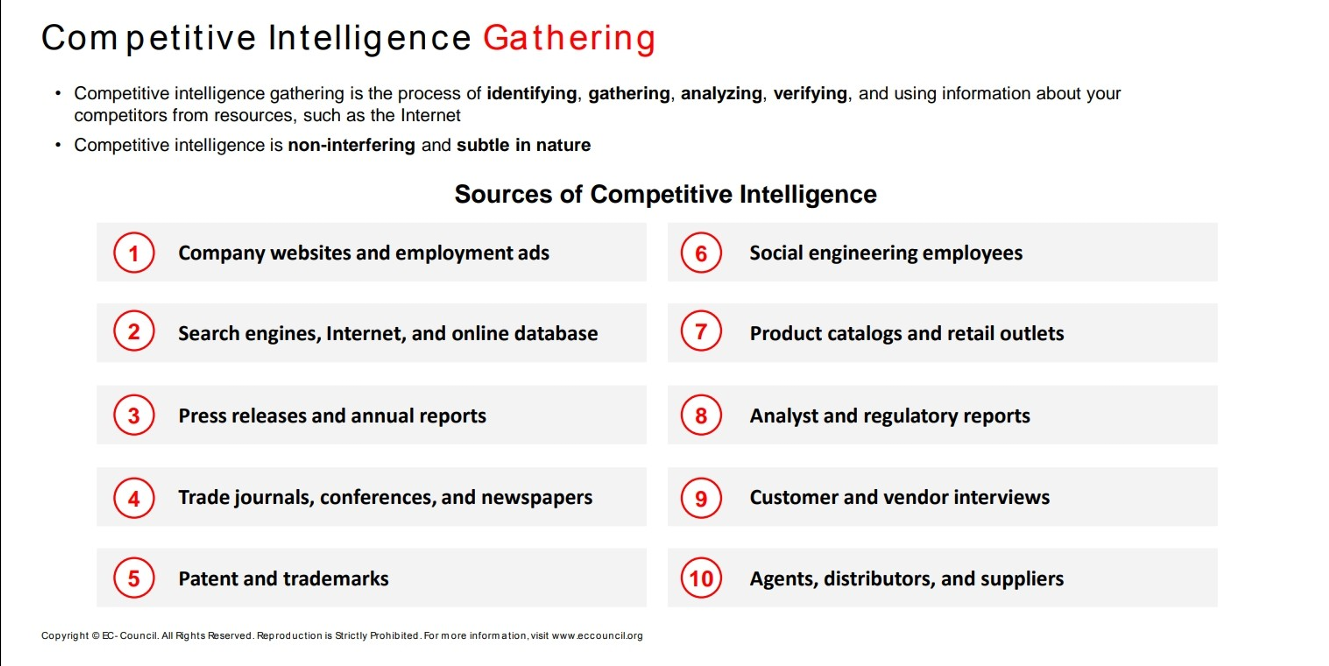 Competitive Intelligence Gathering
• Competitive intelligence gathering is the process of identifying, gathering, analyzing, verifying, and using information about your
competitors from resources, such as the Internet
• Competitive intelligence is non-interfering and subtle in nature
Sources of Competitive Intelligence
1 Company websites and employment ads
2 Search engines, Internet, and online database
3 Press releases and annual reports
4 Trade journals, conferences, and newspapers
5 Patent and trademarks
6 Social engineering employees
7 Product catalogs and retail outlets
8 Analyst and regulatory reports
9 Customer and vendor interviews
10 Agents, distributors, and suppliers
Copyright © EC-Council. All Rights Reserved. Reproduction is Strictly Prohibited. For more information, visit www.eccouncil.org